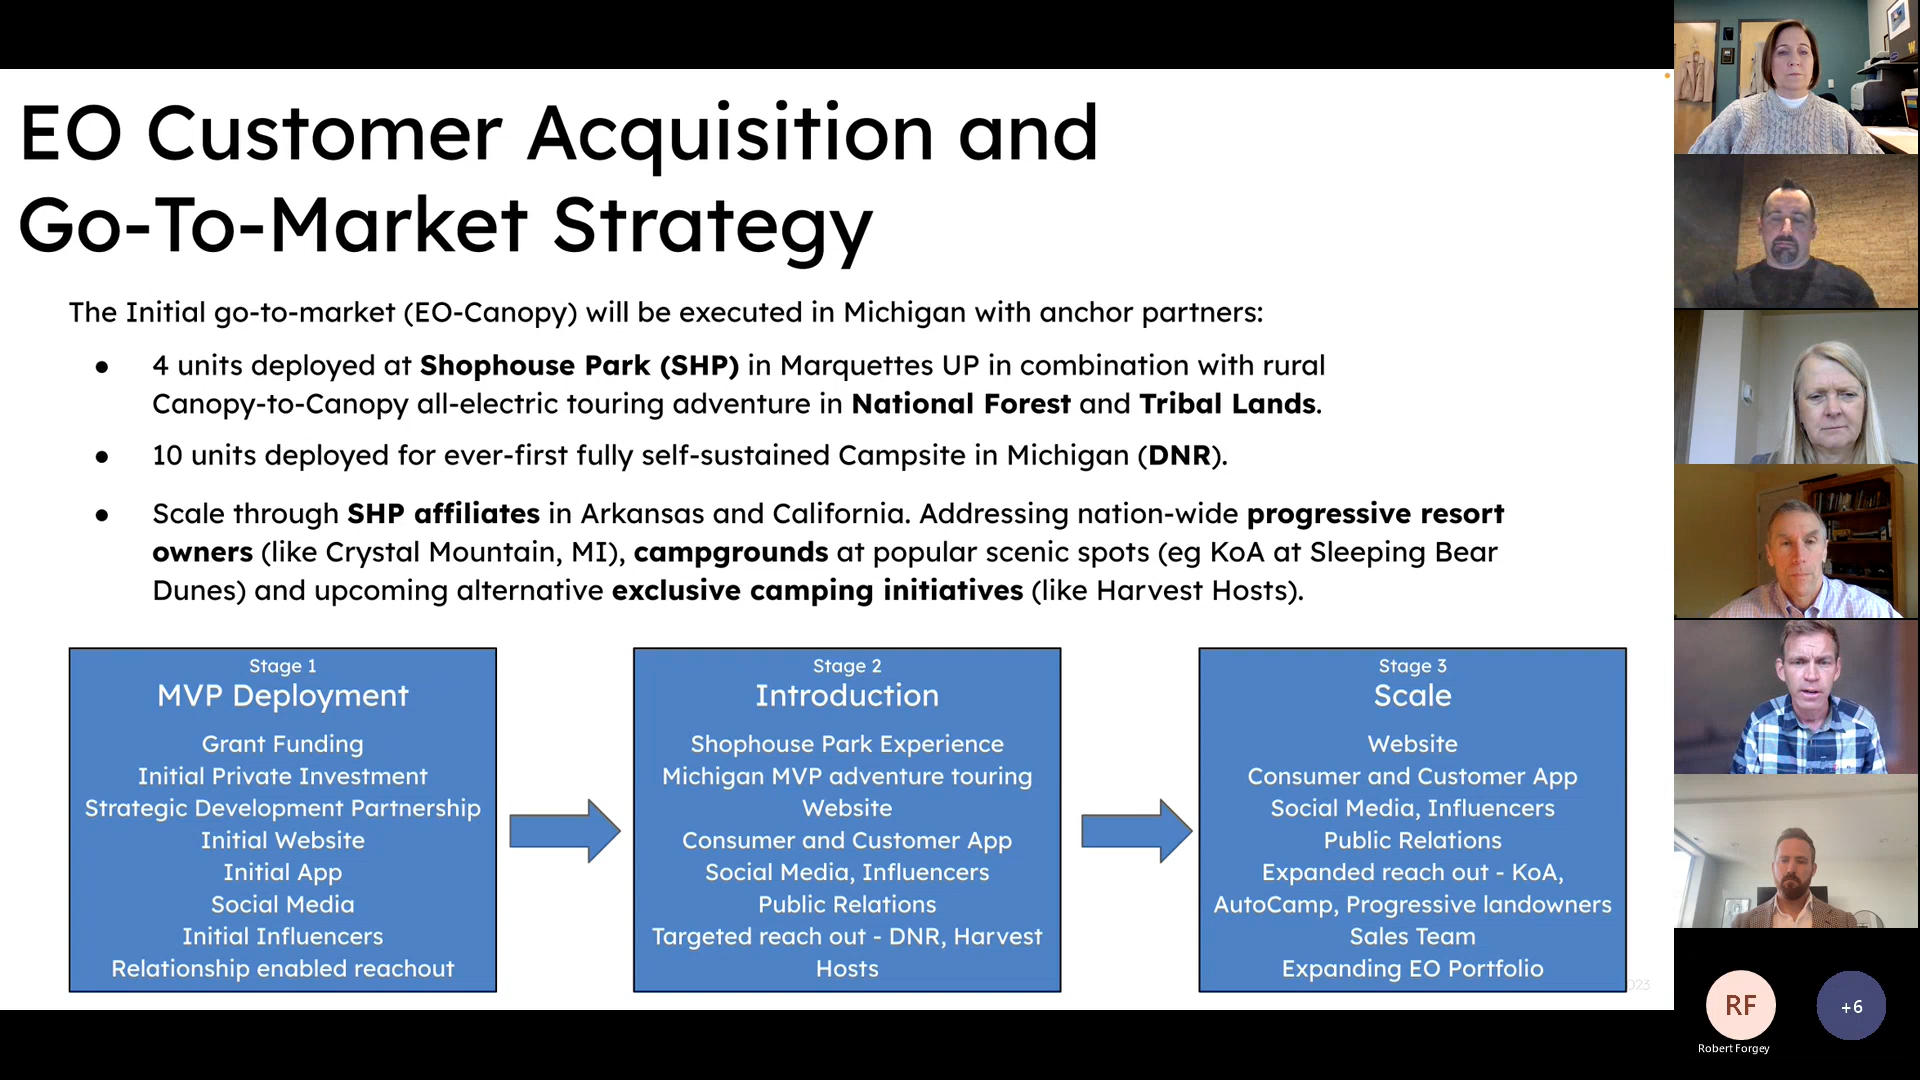 EO Customer Acquisition and
Go-To-Market Strategy
The Initial go-to-market (EO-Canopy) will be executed in Michigan with anchor partners:
● 4 units deployed at Shophouse Park (SHP) in Marquettes UP in combination with rural
Canopy-to-Canopy all-electric touring adventure in National Forest and Tribal Lands.
● 10 units deployed for ever-first fully self-sustained Campsite in Michigan (DNR).
● Scale through SHP affiliates in Arkansas and California. Addressing nation-wide progressive resort
owners (like Crystal Mountain, MI), campgrounds at popular scenic spots (eg KoA at Sleeping Bear
Dunes) and upcoming alternative exclusive camping initiatives (like Harvest Hosts).
Stage 1
MVP Deployment
Grant Funding
Initial Private Investment
Strategic Development Partnership
Initial Website
Initial App
Social Media
Initial Influencers
Relationship enabled reachout
Stage 2
Introduction
Shophouse Park Experience
Michigan MVP adventure touring
Website
Consumer and Customer App
Social Media, Influencers
Public Relations
Targeted reach out - DNR, Harvest
Hosts
Stage 3
Scale
Website
Consumer and Customer App
Social Media, Influencers
Public Relations
Expanded reach out - KoA,
AutoCamp, Progressive landowners
Sales Team
Expanding EO Portfolio
RF
+6
Robert Forgey